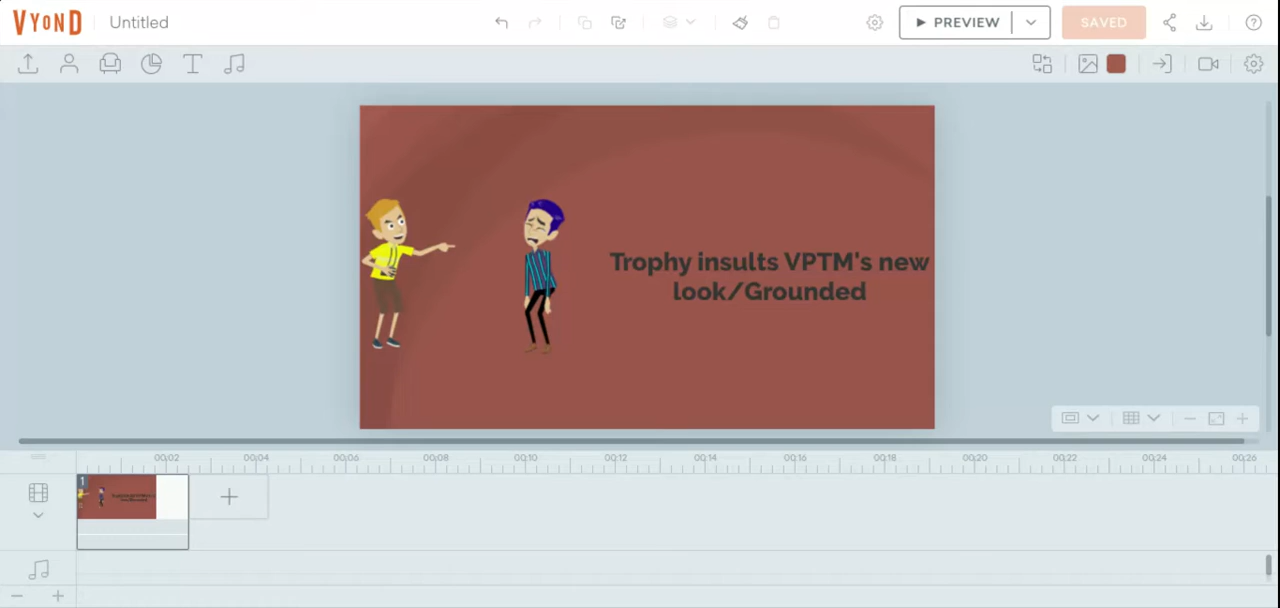 VYOND
Untitled
PREVIEW
SAVED
Trophy insults VPTM's new
look/Grounded
00:02
00:04
00:06
00:08
00:10
00:12
00:14
00:16
00:18
00:20
00:22
00:24
00:26
1